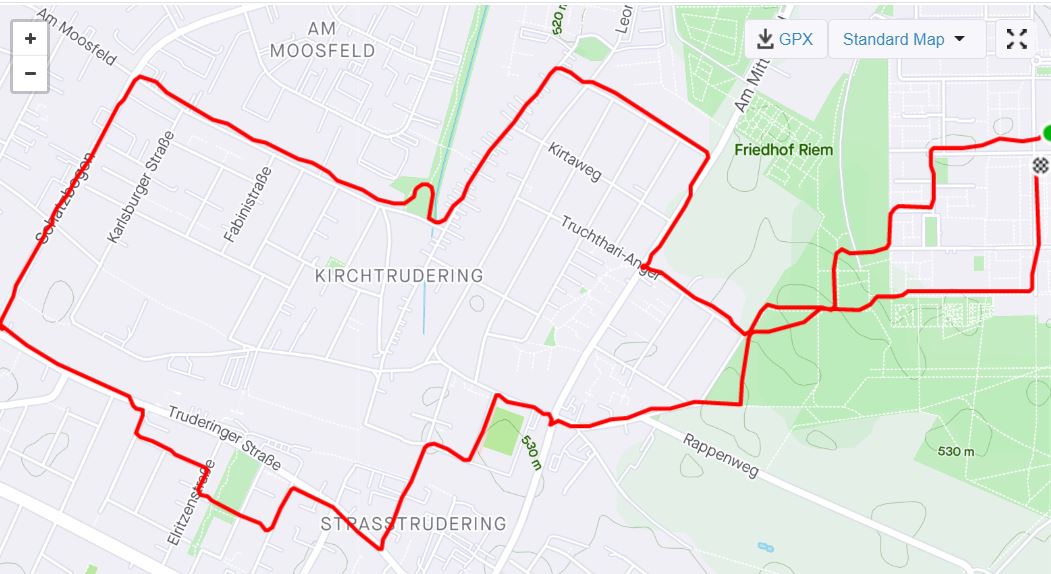 Am Moosfeld
AM
MOOSFELD
520 m
+
−
GPX
Standard Map
Am Mitt
Friedhof Riem
Kirtaweg
Karlsburger Straße
Fabinistraße
Schatzbogen
Truchthari-Anger
KIRCHTRUDERING
Truderinger Straße
530 m
Rappenweg
530 m
Elritzenstraße
STRASSTRUDERING